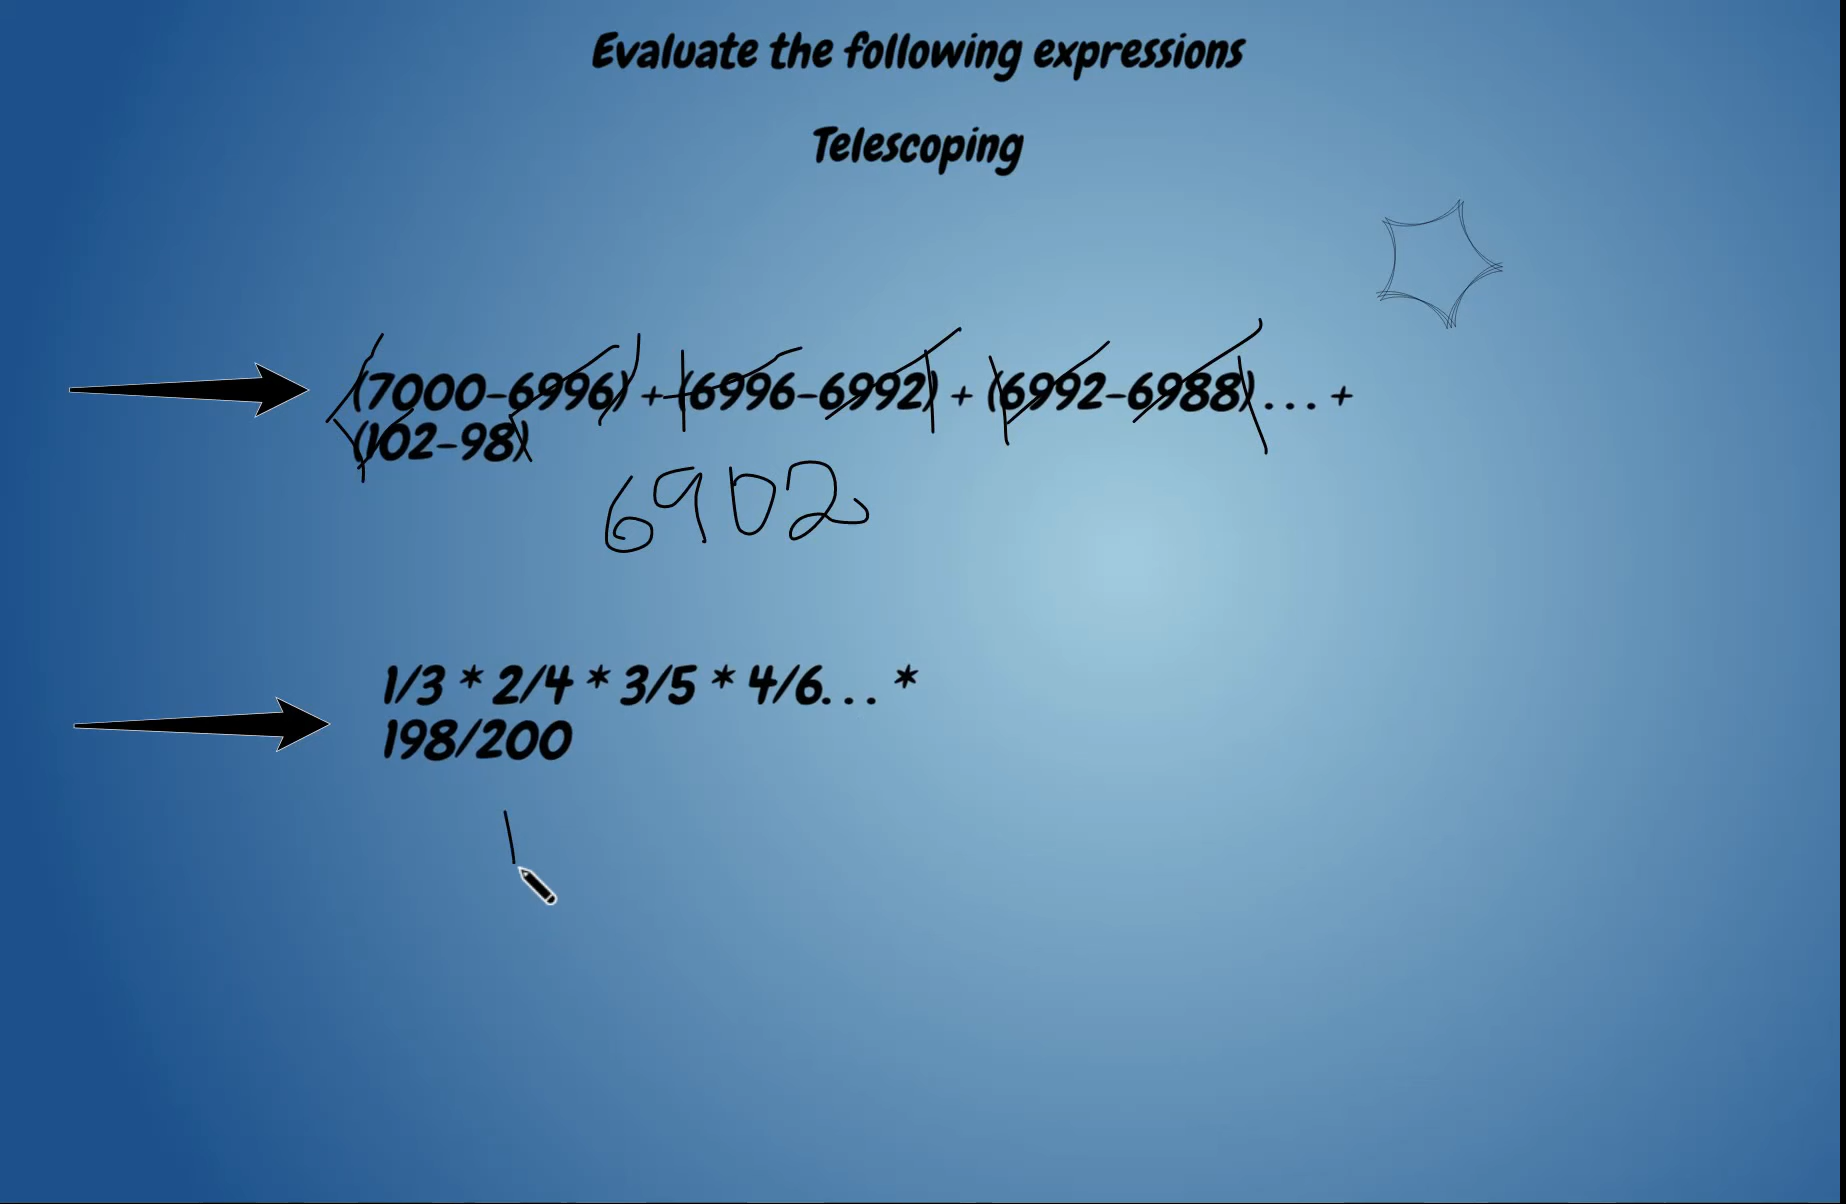 Evaluate the following expressions
Telescoping
(7000-6996) + (6996-6992) + (6992-6988)... +
(102-98)
6902
1/3 * 2/4 * 3/5 * 4/6... *
198/200